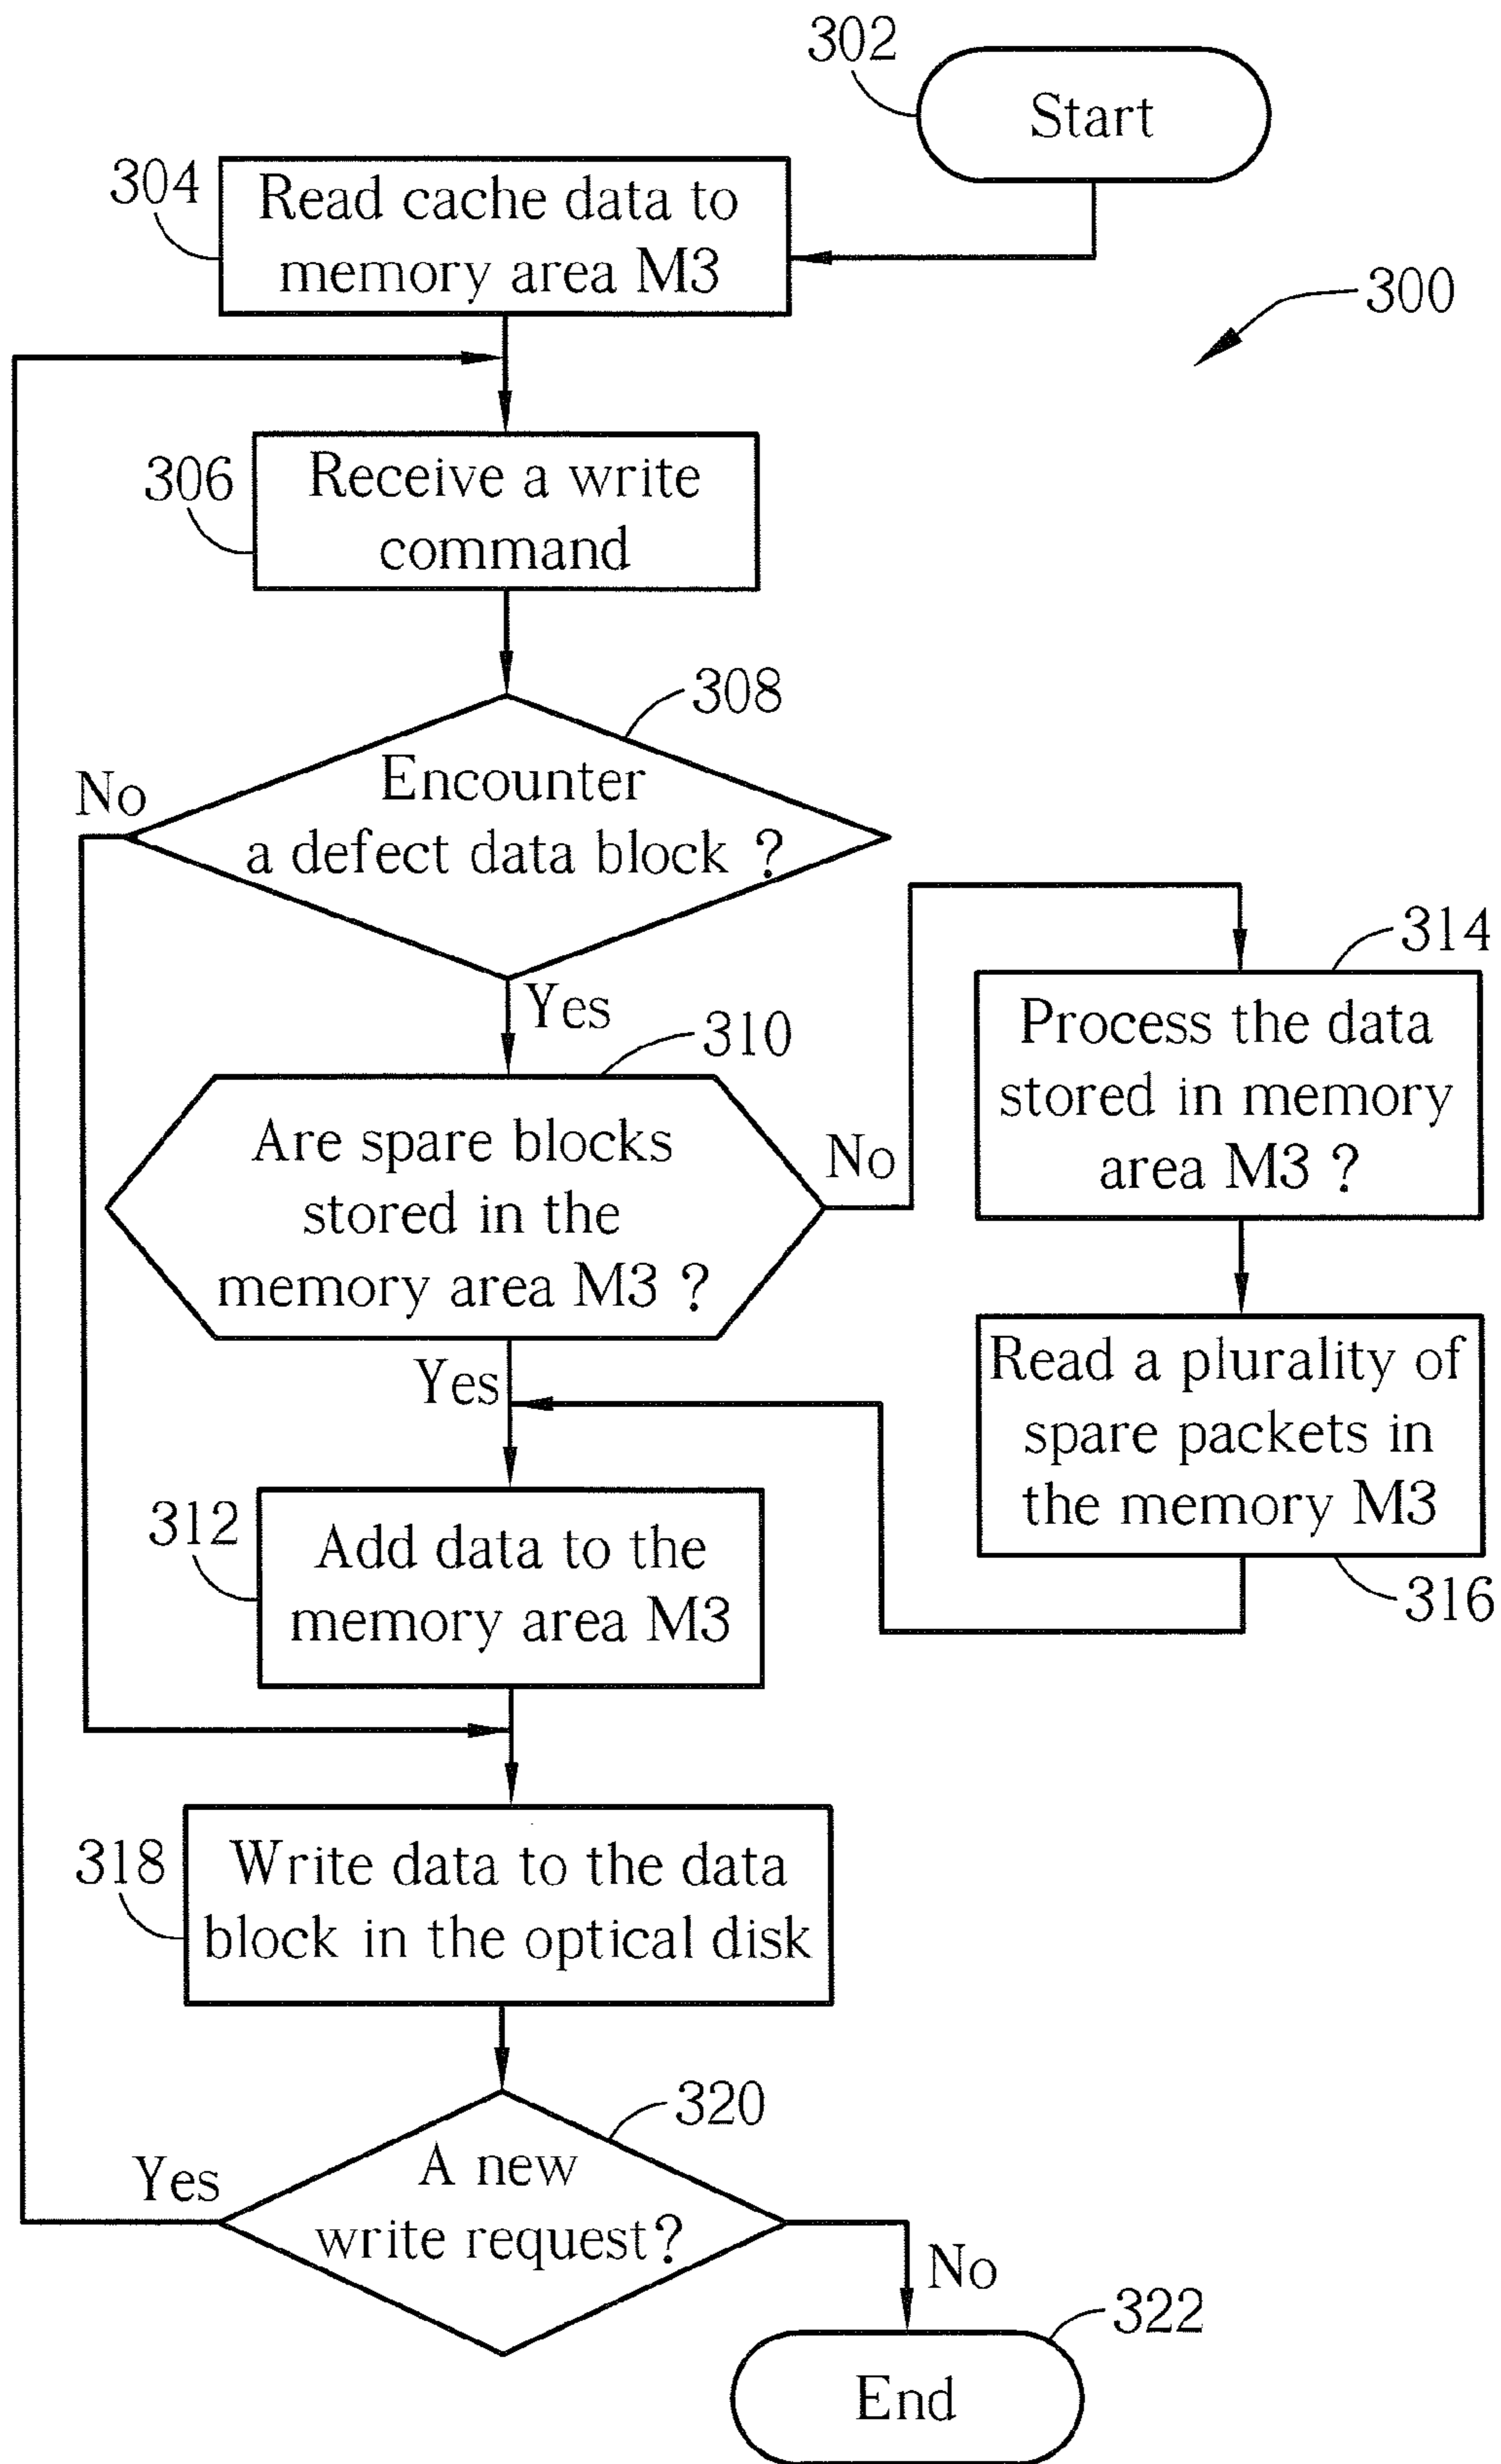 302
Start
304
Read cache data to
memory area M3
300
306
Receive a write
command
308
Encounter
a defect data block ?
No
Yes
310
Are spare blocks
stored in the
memory area M3 ?
No
314
Process the data
stored in memory
area M3 ?
Read a plurality of
spare packets in
the memory M3
316
Yes
312
Add data to the
memory area M3
318
Write data to the data
block in the optical disk
320
A new
write request?
Yes
No
322
End